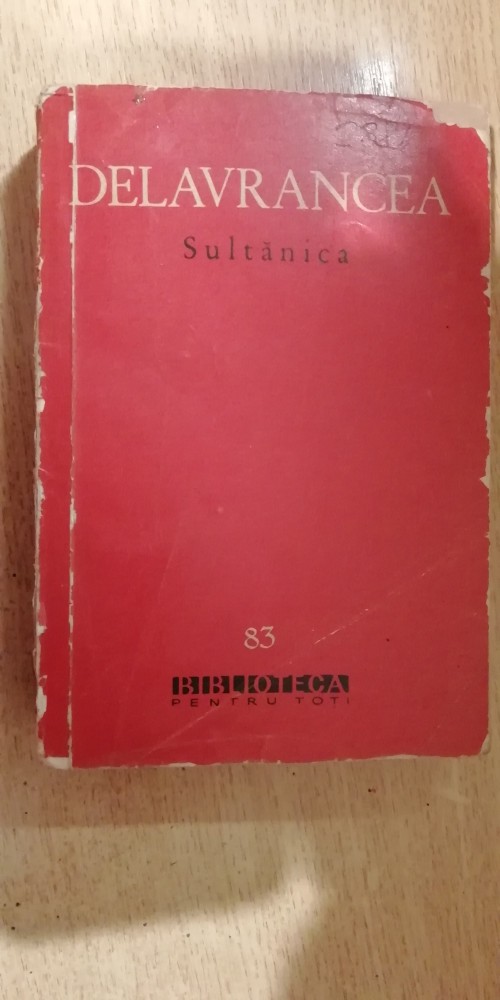 DELAVRANCEA
Sultănica
83
BIBLIOTECA
PENTRU TOȚI